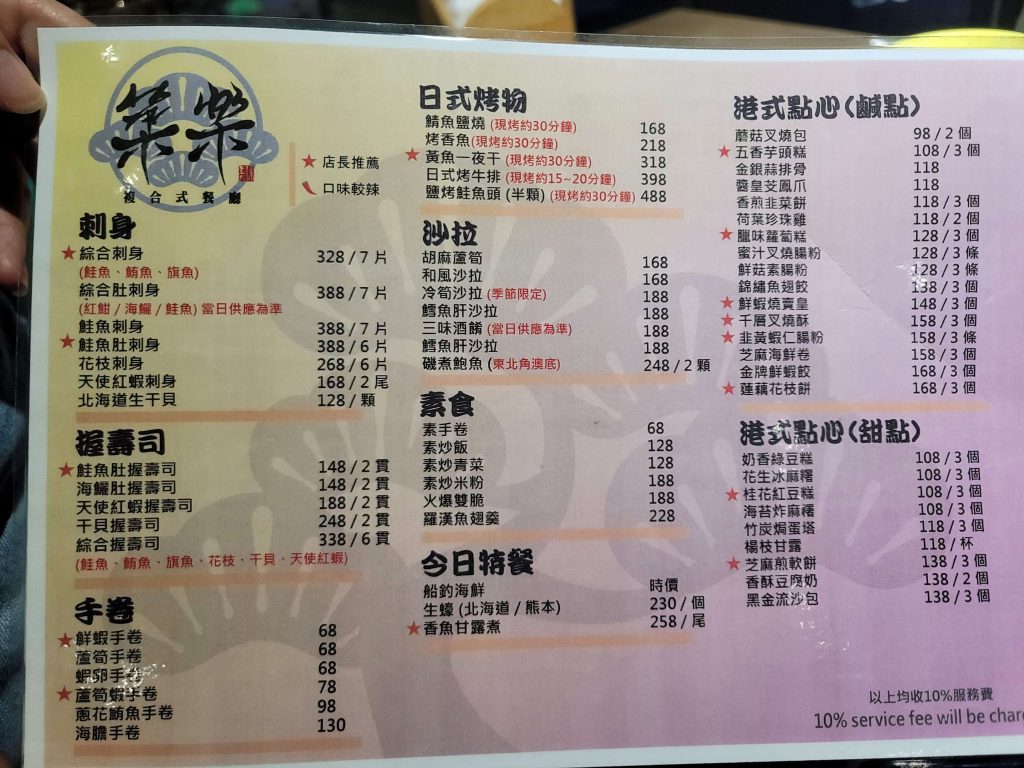 菜榮
複合式餐廳
★ 店長推薦
口味較辣
刺身
★ 綜合刺身 328 / 7 片
(鮭魚、鮪魚、旗魚)
綜合肚刺身 388 / 7 片
(紅魽 / 海鱺 / 鮭魚) 當日供應為準
鮭魚刺身 388 / 7 片
★ 鮭魚肚刺身 388 / 6 片
花枝刺身 268 / 6 片
天使紅蝦刺身 168 / 2 尾
北海道生干貝 128 / 顆
握壽司
★ 鮭魚肚握壽司 148 / 2 貫
海鱺肚握壽司 148 / 2 貫
天使紅蝦握壽司 188 / 2 貫
干貝握壽司 248 / 2 貫
綜合握壽司 338 / 6 貫
(鮭魚、鮪魚、旗魚、花枝、干貝、天使紅蝦)
手卷
★ 鮮蝦手卷 68
蘆筍手卷 68
蝦卵手卷 68
★ 蘆筍蝦手卷 78
蔥花鮪魚手卷 98
海膽手卷 130
日式烤物
鯖魚鹽燒 (現烤約30分鐘) 168
烤香魚(現烤約30分鐘) 218
★ 黃魚一夜干 (現烤約30分鐘) 318
日式烤牛排 (現烤約15~20分鐘) 398
鹽烤鮭魚頭 (半顆) (現烤約30分鐘) 488
沙拉
胡麻蘆筍 168
和風沙拉 168
冷筍沙拉 (季節限定) 188
鱈魚肝沙拉 188
三味酒餚 (當日供應為準) 188
鱈魚肝沙拉 188
磯煮鮑魚 (東北角澳底) 248 / 2 顆
素食
素手卷 68
素炒飯 128
素炒青菜 128
素炒米粉 188
火爆雙脆 188
羅漢魚翅羹 228
今日特餐
船釣海鮮 時價
生蠔 (北海道 / 熊本) 230 / 個
★ 香魚甘露煮 258 / 尾
港式點心(鹹點)
蘑菇叉燒包 98 / 2 個
★ 五香芋頭糕 108 / 3 個
金銀蒜排骨 118
醬皇芰鳳爪 118
香煎韭菜餅 118 / 3 個
荷葉珍珠雞 118 / 2 個
★ 臘味蘿蔔糕 128 / 3 個
蜜汁叉燒腸粉 128 / 3 條
鮮菇素腸粉 128 / 3 條
錦繡魚翅餃 138 / 3 個
★ 鮮蝦燒賣皇 148 / 3 個
★ 千層叉燒酥 158 / 3 個
★ 韭黃蝦仁腸粉 158 / 3 條
芝麻海鮮卷 158 / 3 個
金牌鮮蝦餃 168 / 3 個
★ 蓮藕花枝餅 168 / 3 個
港式點心(甜點)
奶香綠豆糕 108 / 3 個
花生冰麻糬 108 / 3 個
★ 桂花紅豆糕 108 / 3 個
海苔炸麻糬 108 / 3 個
竹炭焗蛋塔 118 / 3 個
楊枝甘露 118 / 杯
★ 芝麻煎軟餅 138 / 3 個
香酥豆腐奶 138 / 2 個
黑金流沙包 138 / 3 個
以上均收10%服務費
10% service fee will be char